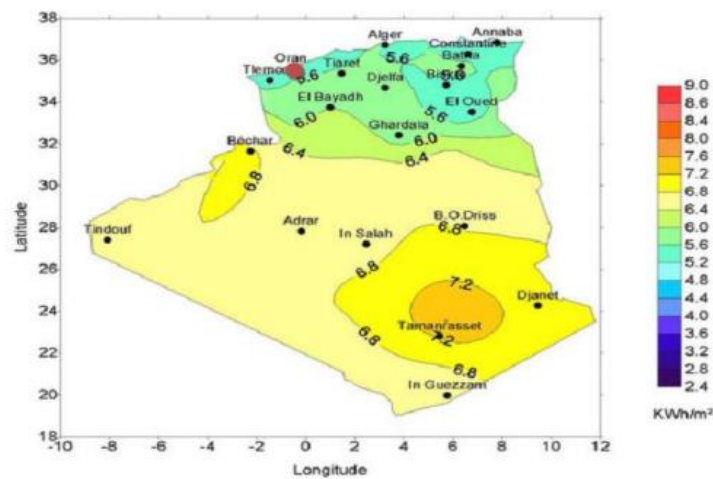 38
36
34
32
30
28
26
24
22
20
18
Latitude
Annaba
Alger
Constantine
Oran
5.6
Batna
Tiaret
5.6
Djelfa
El Bayadh
5.6
El Oued
6.0
Ghardaia
6.0
6.4
6.4
Béchar
6.8
Tindouf
Adrar
In Salah
B.O.Driss
6.8
6.8
7.2
Djanet
Tamanrasset
7.2
6.8
6.8
In Guezzam
-10 -8 -6 -4 -2 0 2 4 6 8 10 12
Longitude
9.0
8.6
8.4
8.0
7.6
7.2
6.8
6.4
6.0
5.6
5.2
4.8
4.4
4.0
3.6
3.2
2.8
2.4
KWh/m²